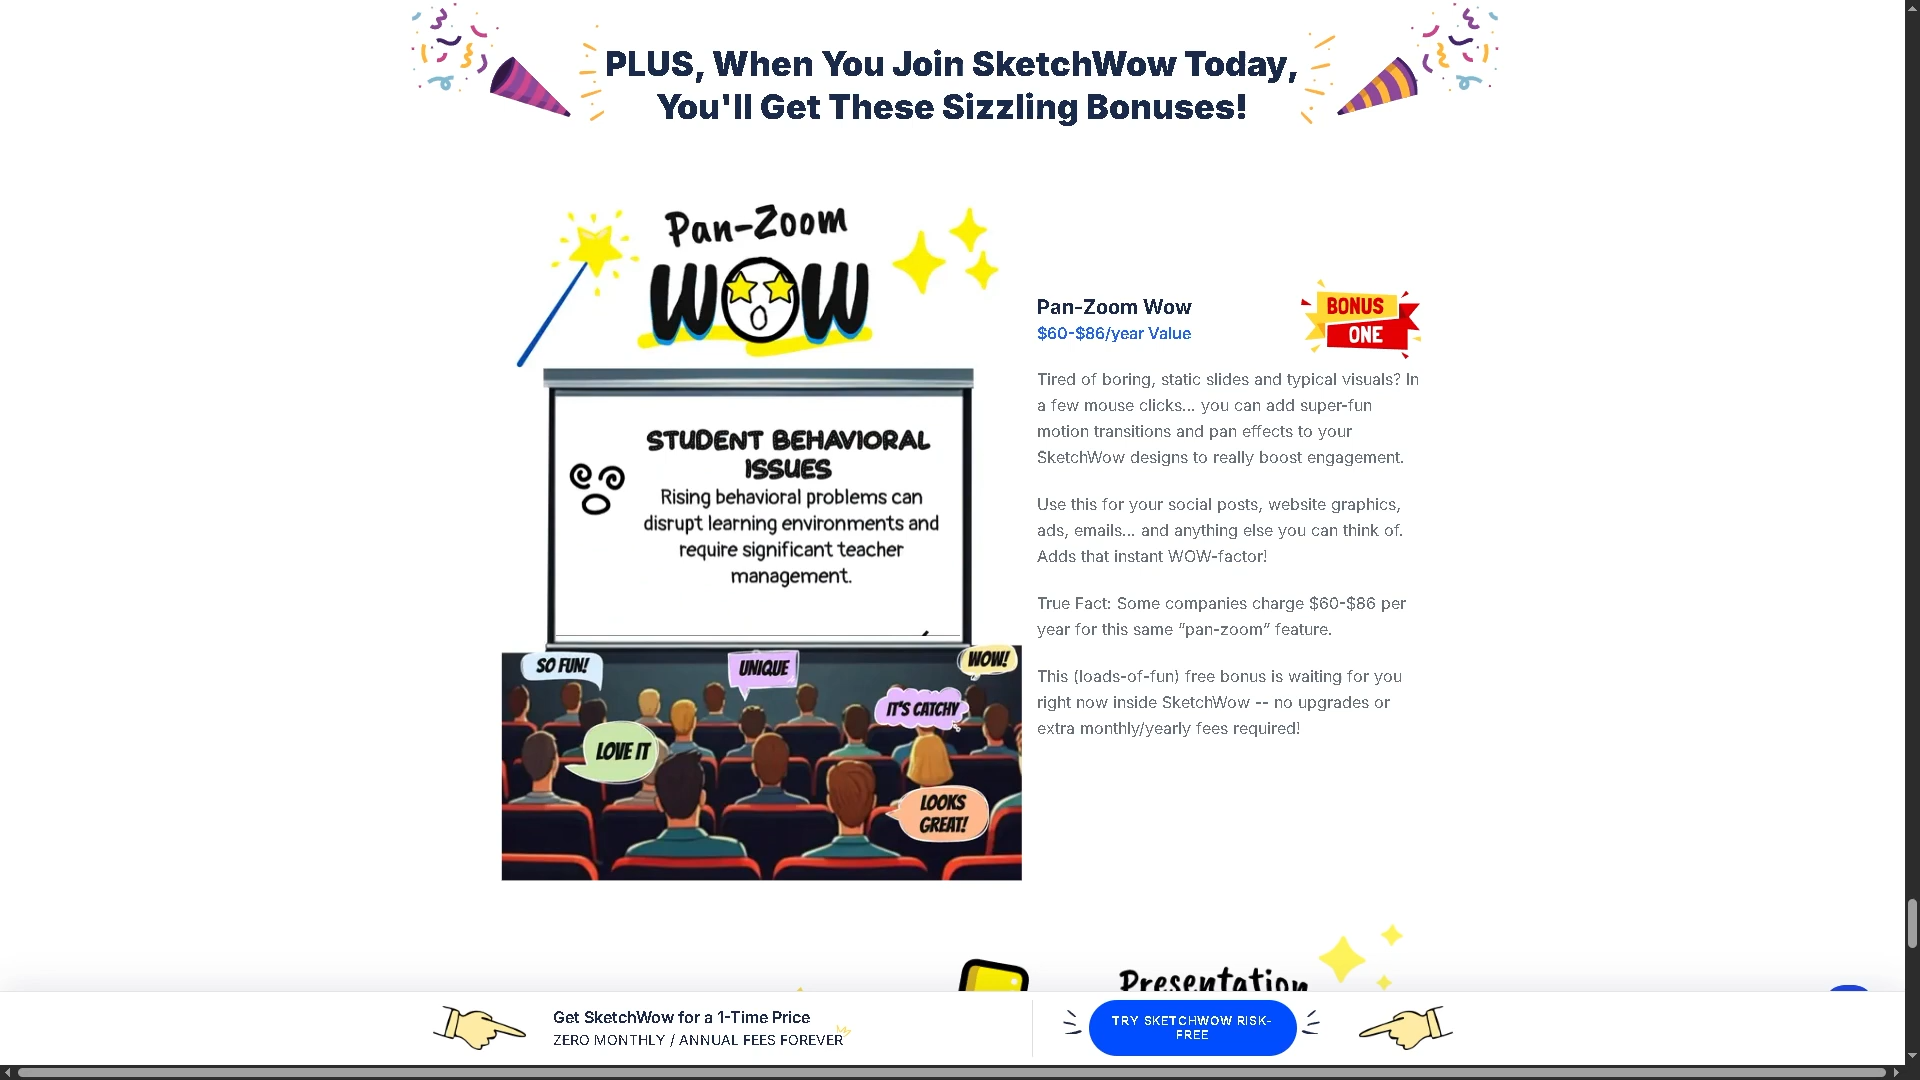 PLUS, When You Join SketchWow Today,
You'll Get These Sizzling Bonuses!
Pan-Zoom
WOW
STUDENT BEHAVIORAL
ISSUES
Rising behavioral problems can
disrupt learning environments and
require significant teacher
management.
SO FUN!
UNIQUE
WOW!
IT'S CATCHY
LOVE IT
LOOKS
GREAT!
Pan-Zoom Wow
$60-$86/year Value
BONUS
ONE
Tired of boring, static slides and typical visuals? In
a few mouse clicks... you can add super-fun
motion transitions and pan effects to your
SketchWow designs to really boost engagement.
Use this for your social posts, website graphics,
ads, emails... and anything else you can think of.
Adds that instant WOW-factor!
True Fact: Some companies charge $60-$86 per
year for this same “pan-zoom” feature.
This (loads-of-fun) free bonus is waiting for you
right now inside SketchWow -- no upgrades or
extra monthly/yearly fees required!
Presentation
Get SketchWow for a 1-Time Price
ZERO MONTHLY / ANNUAL FEES FOREVER
TRY SKETCHWOW RISK-
FREE